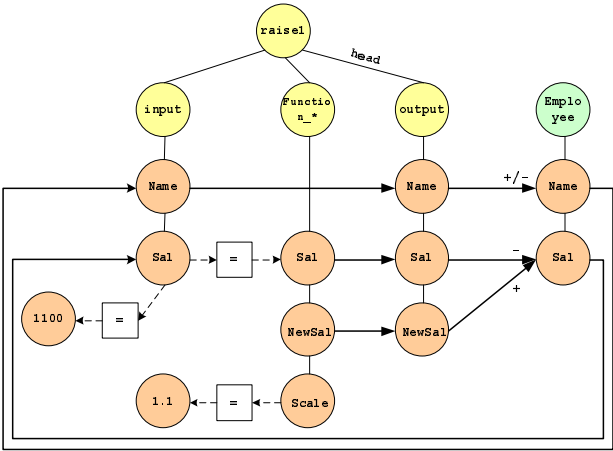 raise1
head
input
Functio
n_*
output
Emplo
yee
Name
Name
+/-
Name
Sal
=
Sal
Sal
-
Sal
+
1100
=
NewSal
NewSal
1.1
=
Scale